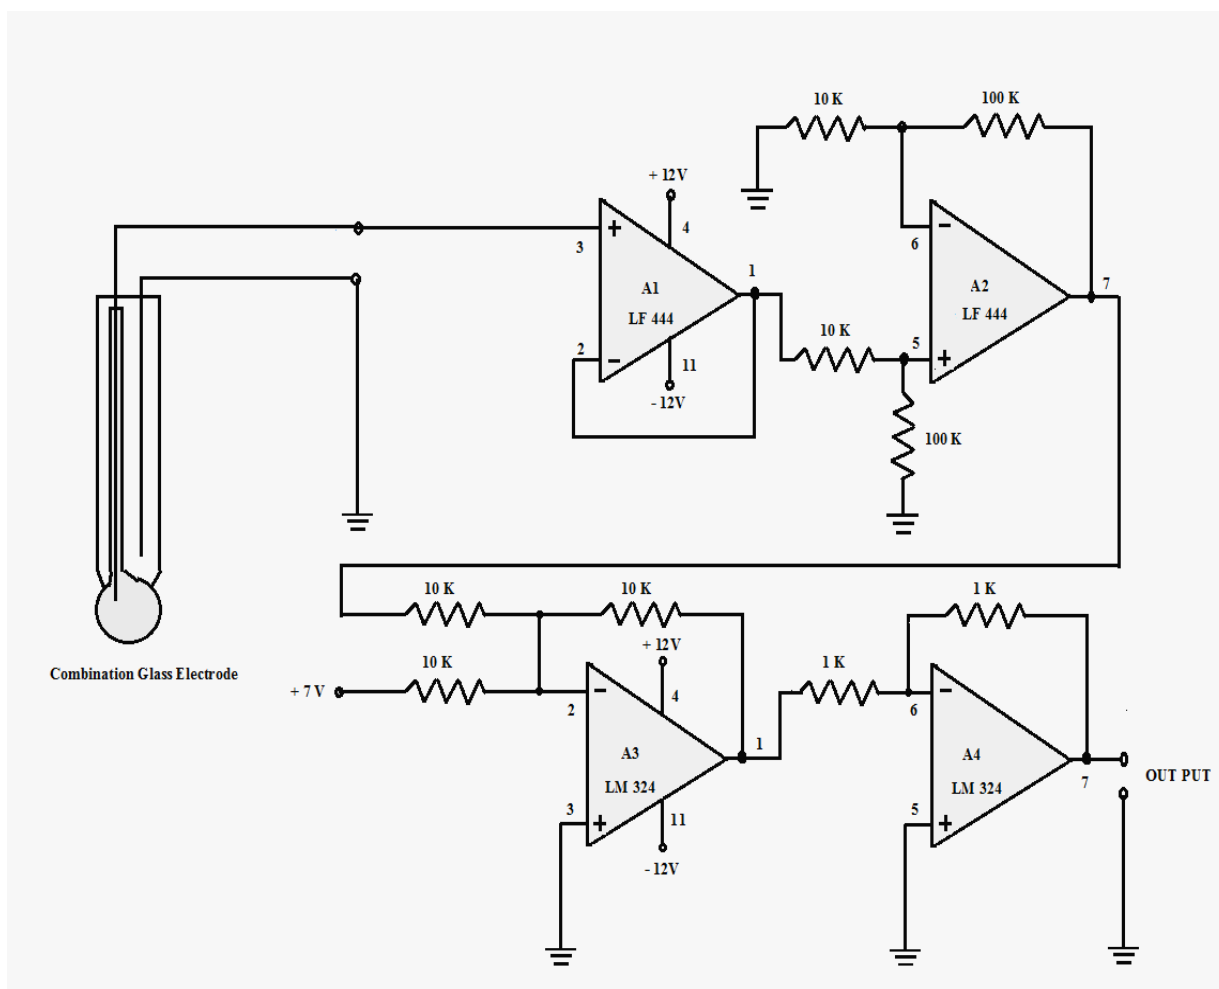 10 K
100 K
+ 12V
4
+
3
-
6
1
7
A1
LF 444
A2
LF 444
10 K
5
+
2
-
11
- 12V
100 K
10 K
10 K
1 K
+ 12V
Combination Glass Electrode
10 K
1 K
+ 7 V
-
4
2
-
6
1
A3
LM 324
A4
LM 324
7
OUT PUT
3
+
11
5
+
- 12V